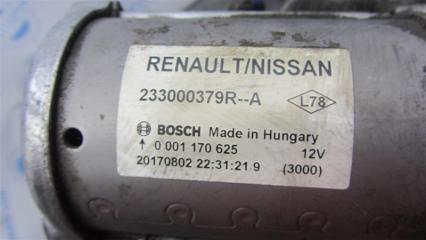 RENAULT/NISSAN
233000379R--A L78
BOSCH Made in Hungary
↑ 0 001 170 625 12V
20170802 22:31:21 9 (3000)